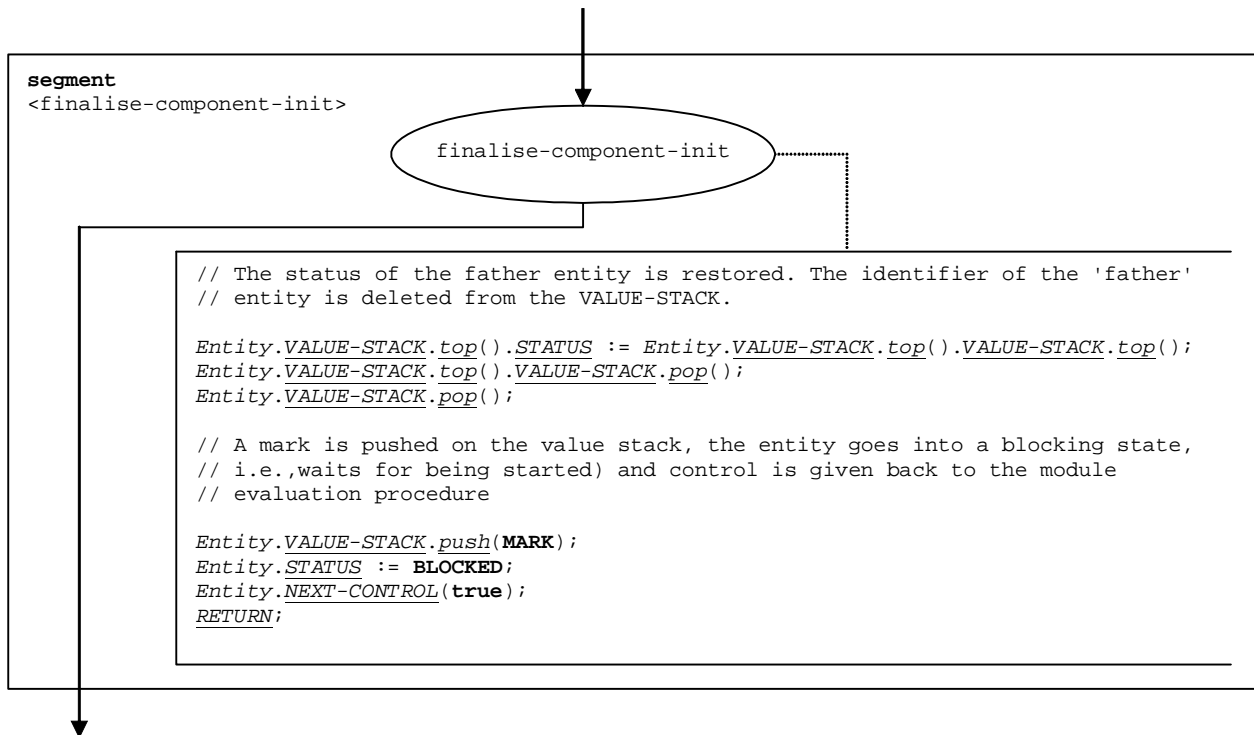 segment
<finalise-component-init>
finalise-component-init
// The status of the father entity is restored. The identifier of the 'father'
// entity is deleted from the VALUE-STACK.
Entity.VALUE-STACK.top().STATUS := Entity.VALUE-STACK.top().VALUE-STACK.top();
Entity.VALUE-STACK.top().VALUE-STACK.pop();
Entity.VALUE-STACK.pop();
// A mark is pushed on the value stack, the entity goes into a blocking state,
// i.e.,waits for being started) and control is given back to the module
// evaluation procedure
Entity.VALUE-STACK.push(MARK);
Entity.STATUS := BLOCKED;
Entity.NEXT-CONTROL(true);
RETURN;